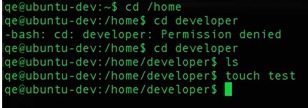 qe@ubuntu-dev:~$ cd /home
qe@ubuntu-dev:/home$ cd developer
-bash: cd: developer: Permission denied
qe@ubuntu-dev:/home$ cd developer
qe@ubuntu-dev:/home/developer$ ls
qe@ubuntu-dev:/home/developer$ touch test
qe@ubuntu-dev:/home/developer$